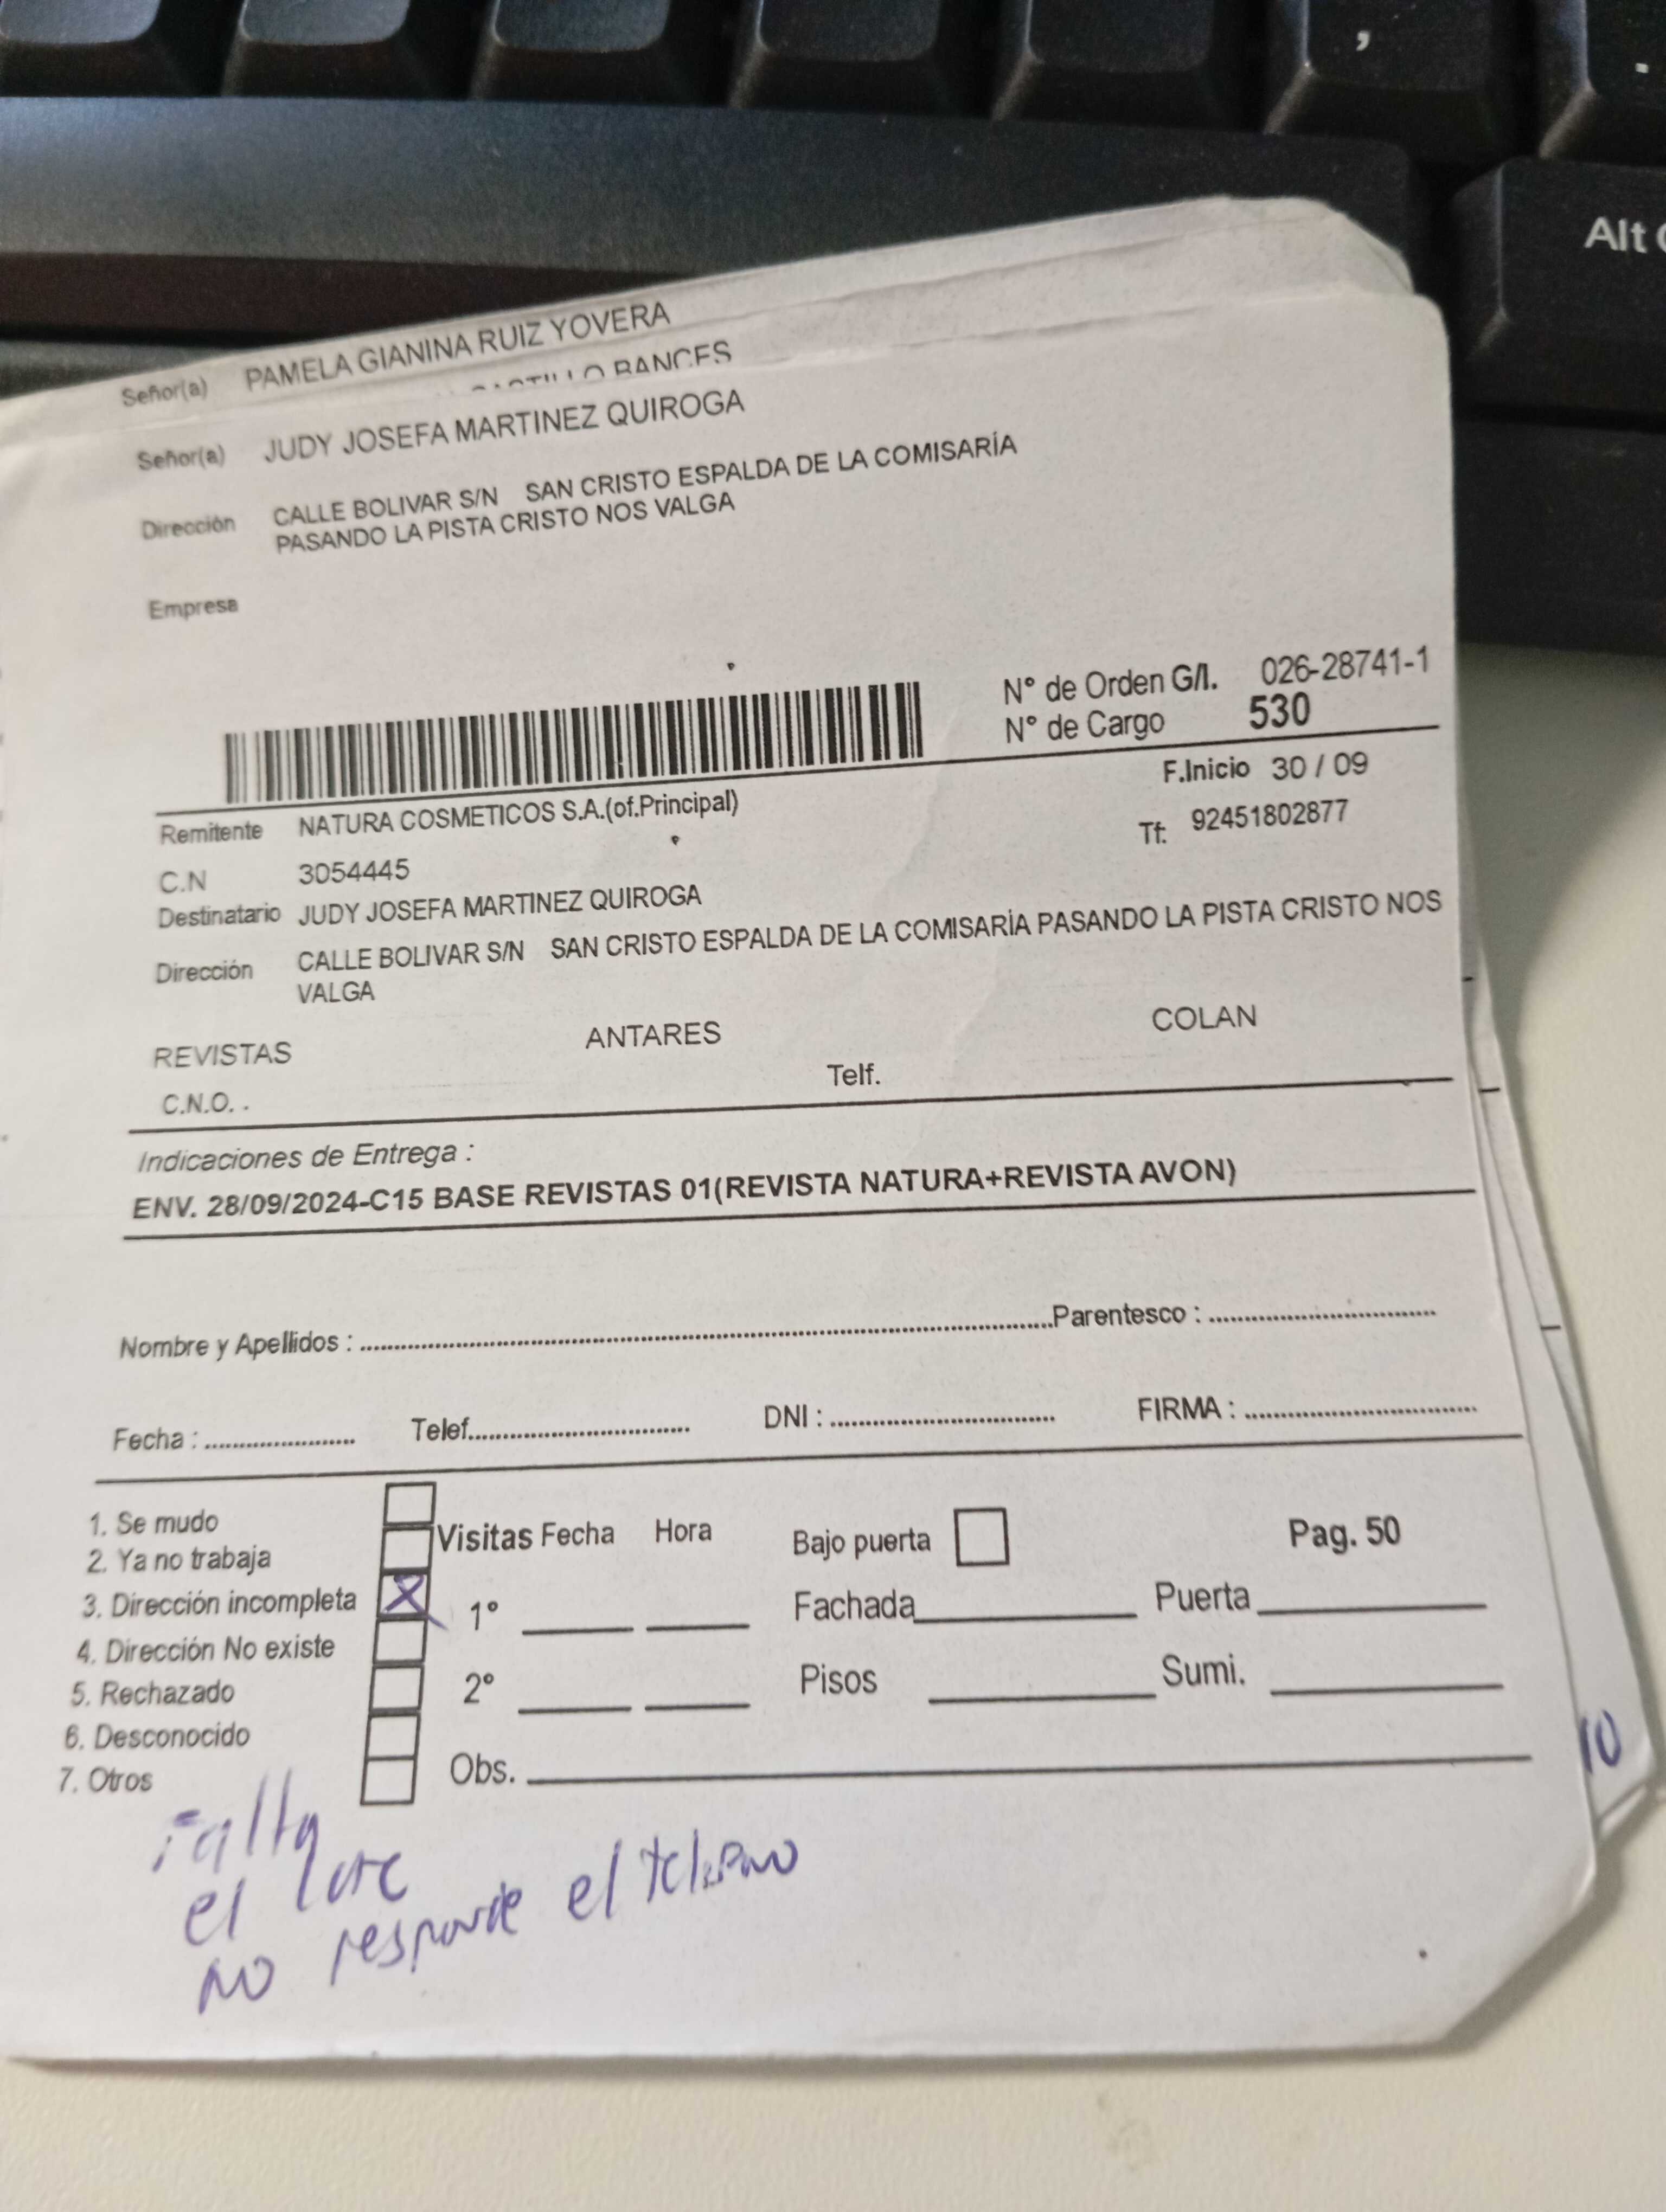 Alt
,
.
Señor(a) PAMELA GIANINA RUIZ YOVERA
CASTILLO BANCES
Señor(a) JUDY JOSEFA MARTINEZ QUIROGA
Dirección CALLE BOLIVAR S/N SAN CRISTO ESPALDA DE LA COMISARÍA
PASANDO LA PISTA CRISTO NOS VALGA
Empresa
N° de Orden G/I. 026-28741-1
N° de Cargo 530
F.Inicio 30 / 09
Remitente NATURA COSMETICOS S.A.(of.Principal)
Tf: 92451802877
C.N 3054445
Destinatario JUDY JOSEFA MARTINEZ QUIROGA
Dirección CALLE BOLIVAR S/N SAN CRISTO ESPALDA DE LA COMISARÍA PASANDO LA PISTA CRISTO NOS
VALGA
REVISTAS ANTARES COLAN
C.N.O. . Telf.
Indicaciones de Entrega :
ENV. 28/09/2024-C15 BASE REVISTAS 01(REVISTA NATURA+REVISTA AVON)
Nombre y Apellidos : Parentesco :
Fecha : Telef. DNI : FIRMA :
1. Se mudo
2. Ya no trabaja
3. Dirección incompleta X
4. Dirección No existe
5. Rechazado
6. Desconocido
7. Otros
Visitas Fecha Hora Bajo puerta Pag. 50
1° Fachada Puerta
2° Pisos Sumi.
Obs.
10
Falta
el lote
no responde el telefono